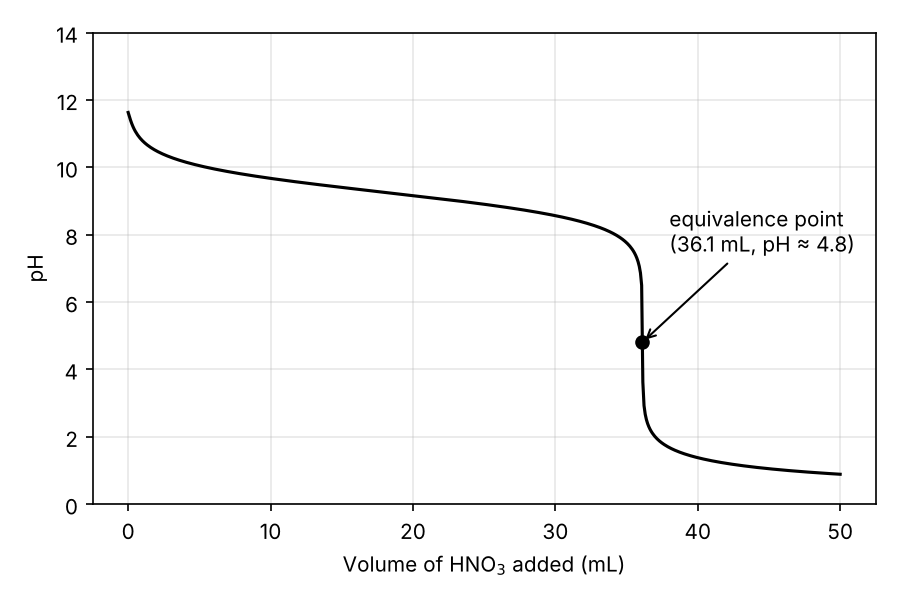 14
12
10
8
6
4
2
0
pH
equivalence point
(36.1 mL, pH ≈ 4.8)
0 10 20 30 40 50
Volume of HNO₃ added (mL)